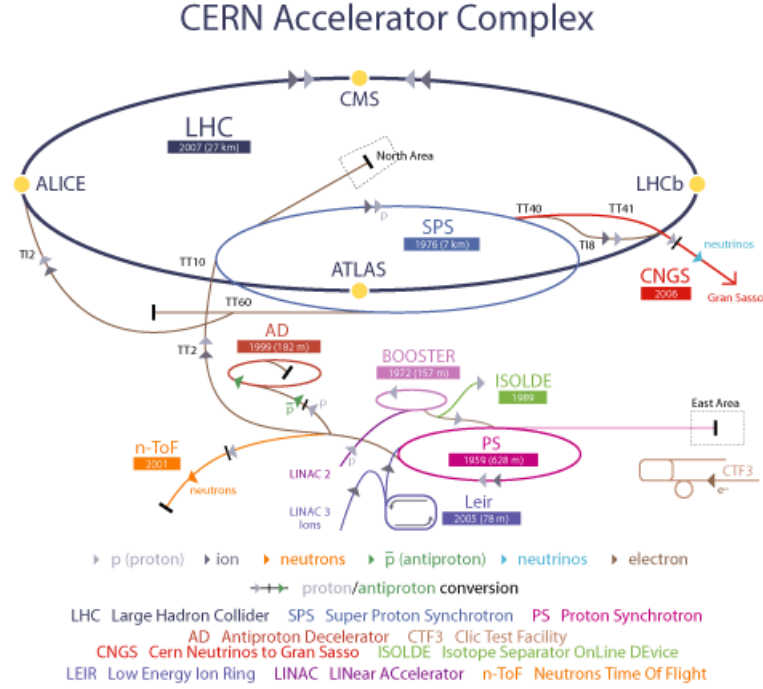 CERN Accelerator Complex
CMS
LHC
2007 (27 km)
North Area
ALICE
LHCb
TT40
TT41
p
SPS
1976 (7 km)
TI8
neutrinos
TI2
TT10
ATLAS
CNGS
2006
Gran Sasso
TT60
AD
1999 (182 m)
TT2
BOOSTER
1972 (157 m)
ISOLDE
1989
p̅
p
East Area
n-ToF
2001
PS
1959 (628 m)
LINAC 2
p
neutrons
CTF3
e-
LINAC 3
Ions
Leir
2005 (78 m)
p (proton) ion neutrons p̅ (antiproton) neutrinos electron
proton/antiproton conversion
LHC Large Hadron Collider SPS Super Proton Synchrotron PS Proton Synchrotron
AD Antiproton Decelerator CTF3 Clic Test Facility
CNGS Cern Neutrinos to Gran Sasso ISOLDE Isotope Separator OnLine DEvice
LEIR Low Energy Ion Ring LINAC LINear ACcelerator n-ToF Neutrons Time Of Flight